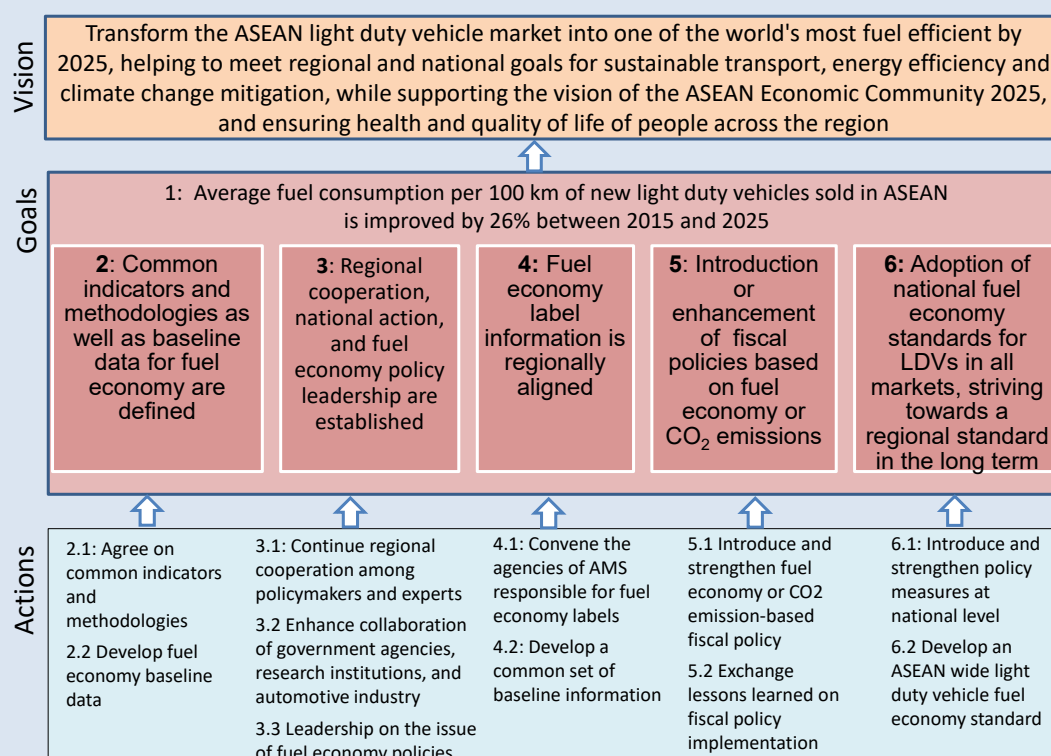 Vision
Transform the ASEAN light duty vehicle market into one of the world's most fuel efficient by
2025, helping to meet regional and national goals for sustainable transport, energy efficiency and
climate change mitigation, while supporting the vision of the ASEAN Economic Community 2025,
and ensuring health and quality of life of people across the region
Goals
1: Average fuel consumption per 100 km of new light duty vehicles sold in ASEAN
is improved by 26% between 2015 and 2025
2: Common
indicators and
methodologies as
well as baseline
data for fuel
economy are
defined
3: Regional
cooperation,
national action,
and fuel
economy policy
leadership are
established
4: Fuel
economy
label
information is
regionally
aligned
5: Introduction
or
enhancement
of fiscal
policies based
on fuel
economy or
CO₂ emissions
6: Adoption of
national fuel
economy
standards for
LDVs in all
markets, striving
towards a
regional standard
in the long term
Actions
2.1: Agree on
common indicators
and
methodologies
2.2 Develop fuel
economy baseline
data
3.1: Continue regional
cooperation among
policymakers and experts
3.2 Enhance collaboration
of government agencies,
research institutions, and
automotive industry
3.3 Leadership on the issue
of fuel economy policies
4.1: Convene the
agencies of AMS
responsible for fuel
economy labels
4.2: Develop a
common set of
baseline information
5.1 Introduce and
strengthen fuel
economy or CO2
emission-based
fiscal policy
5.2 Exchange
lessons learned on
fiscal policy
implementation
6.1: Introduce and
strengthen policy
measures at
national level
6.2 Develop an
ASEAN wide light
duty vehicle fuel
economy standard